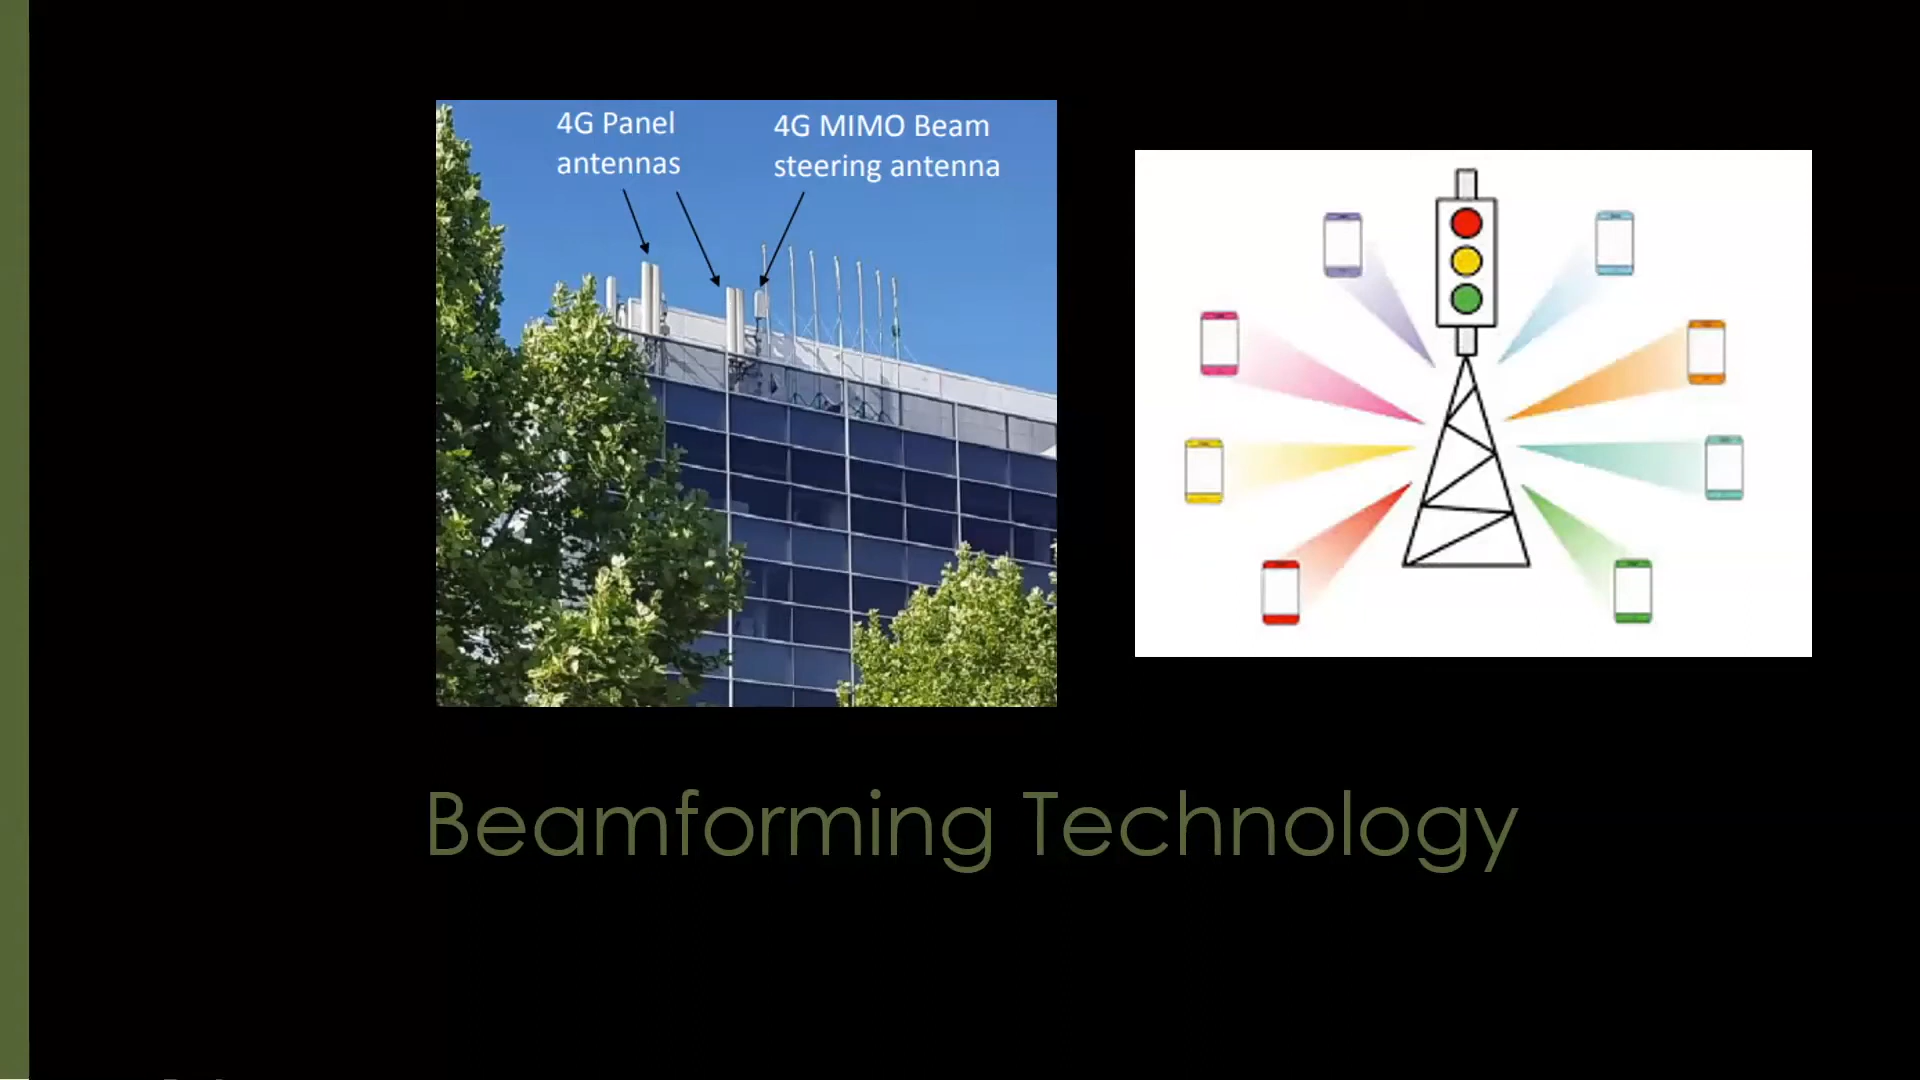 4G Panel
antennas
4G MIMO Beam
steering antenna
Beamforming Technology